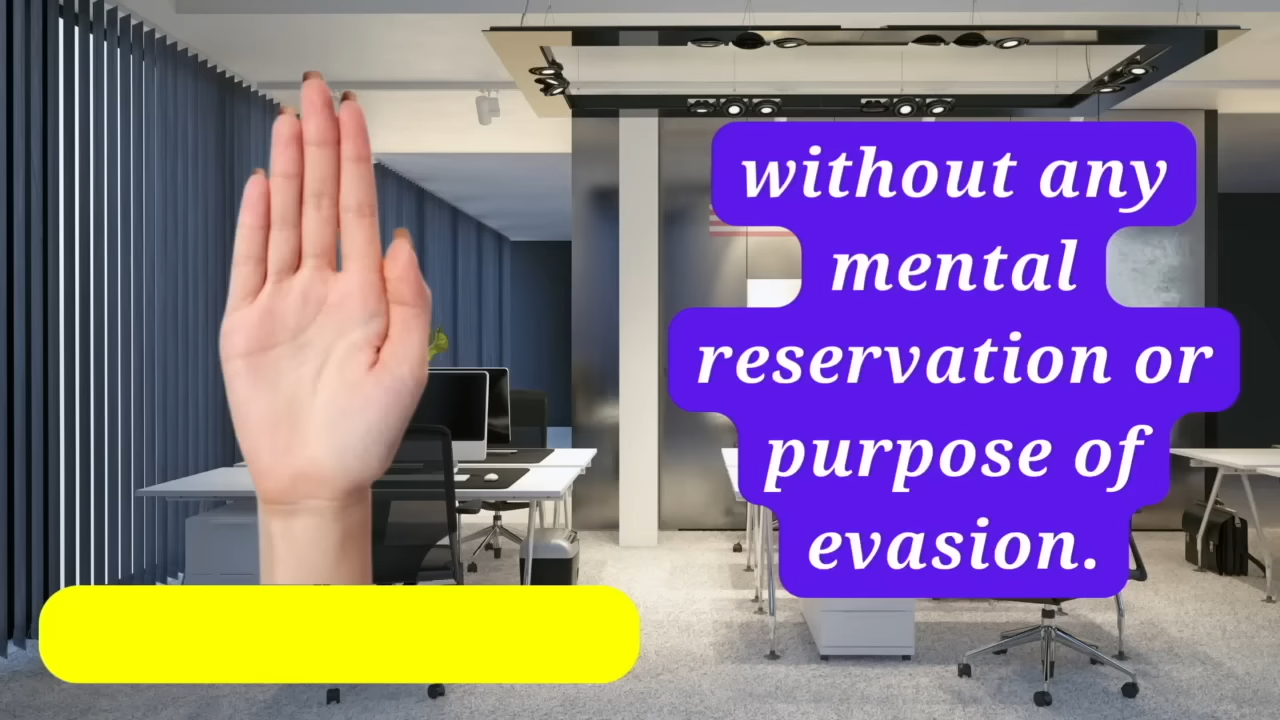 without any
mental
reservation or
purpose of
evasion.